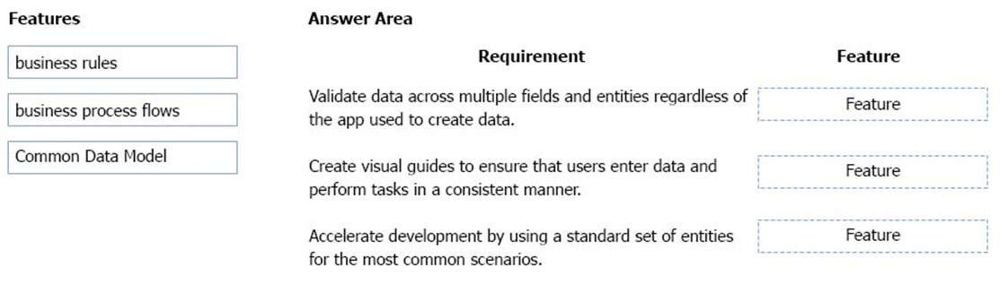 Features
Answer Area
Requirement
Feature
business rules
business process flows
Common Data Model
Validate data across multiple fields and entities regardless of
the app used to create data.
Feature
Create visual guides to ensure that users enter data and
perform tasks in a consistent manner.
Feature
Accelerate development by using a standard set of entities
for the most common scenarios.
Feature